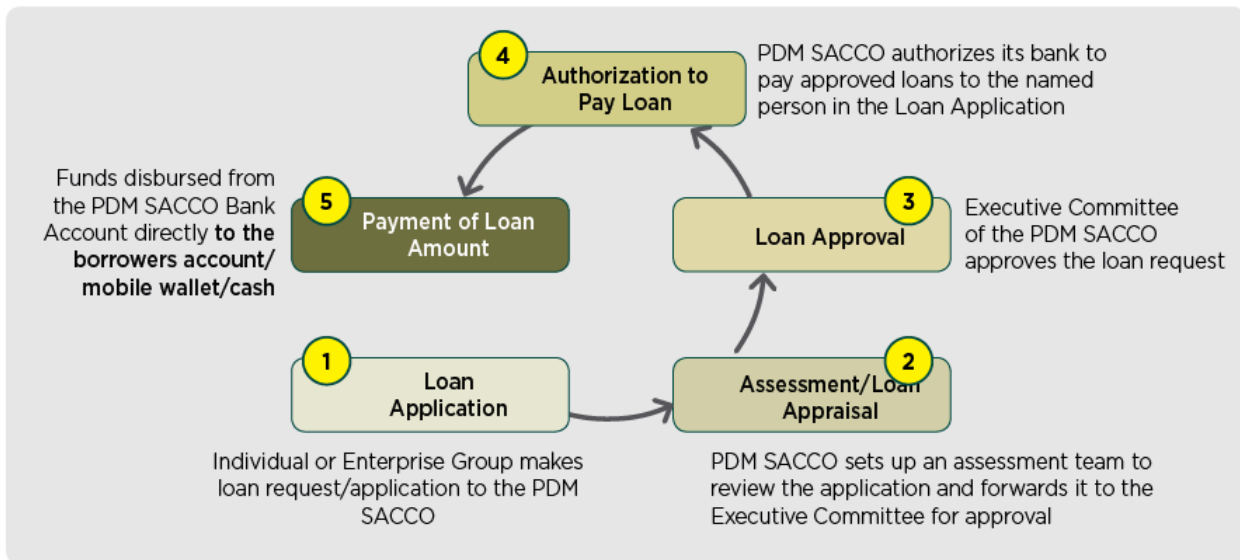 4
Authorization to
Pay Loan
PDM SACCO authorizes its bank to
pay approved loans to the named
person in the Loan Application
Funds disbursed from
the PDM SACCO Bank
Account directly to the
borrowers account/
mobile wallet/cash
5
Payment of Loan
Amount
3
Loan Approval
Executive Committee
of the PDM SACCO
approves the loan request
1
Loan
Application
2
Assessment/Loan
Appraisal
Individual or Enterprise Group makes
loan request/application to the PDM
SACCO
PDM SACCO sets up an assessment team to
review the application and forwards it to the
Executive Committee for approval